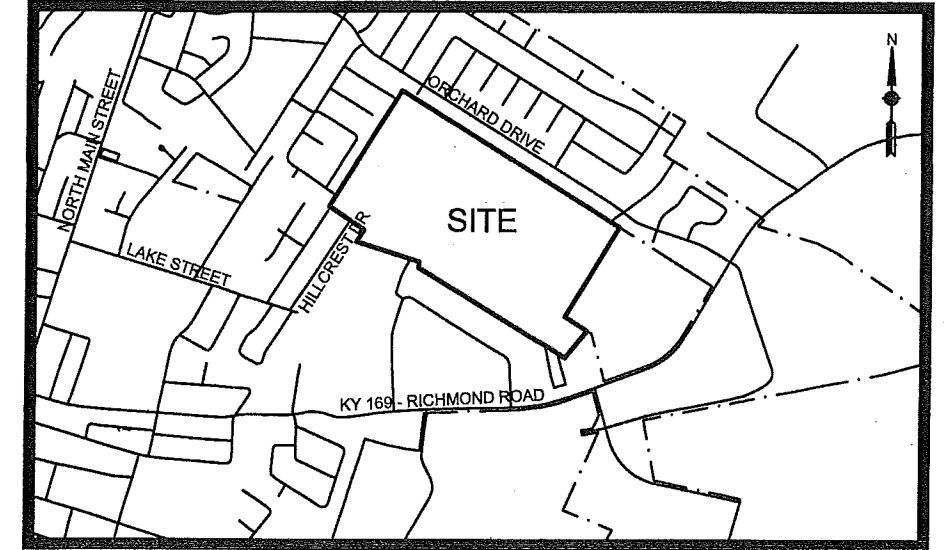 N
ORCHARD DRIVE
NORTH MAIN STREET
SITE
HILLCREST DR
LAKE STREET
KY 169 - RICHMOND ROAD